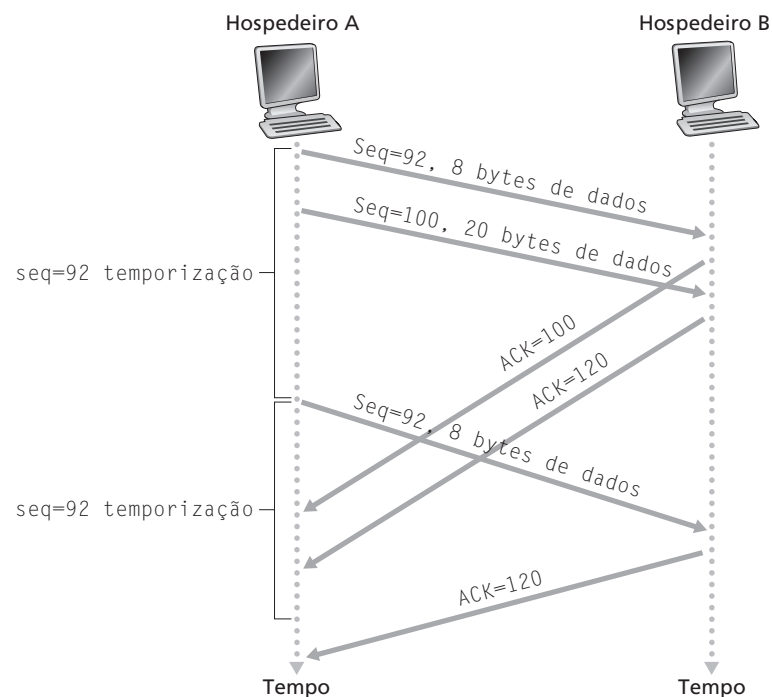 Hospedeiro A
Hospedeiro B
Seq=92, 8 bytes de dados
Seq=100, 20 bytes de dados
seq=92 temporização
ACK=100
ACK=120
Seq=92, 8 bytes de dados
seq=92 temporização
ACK=120
Tempo
Tempo